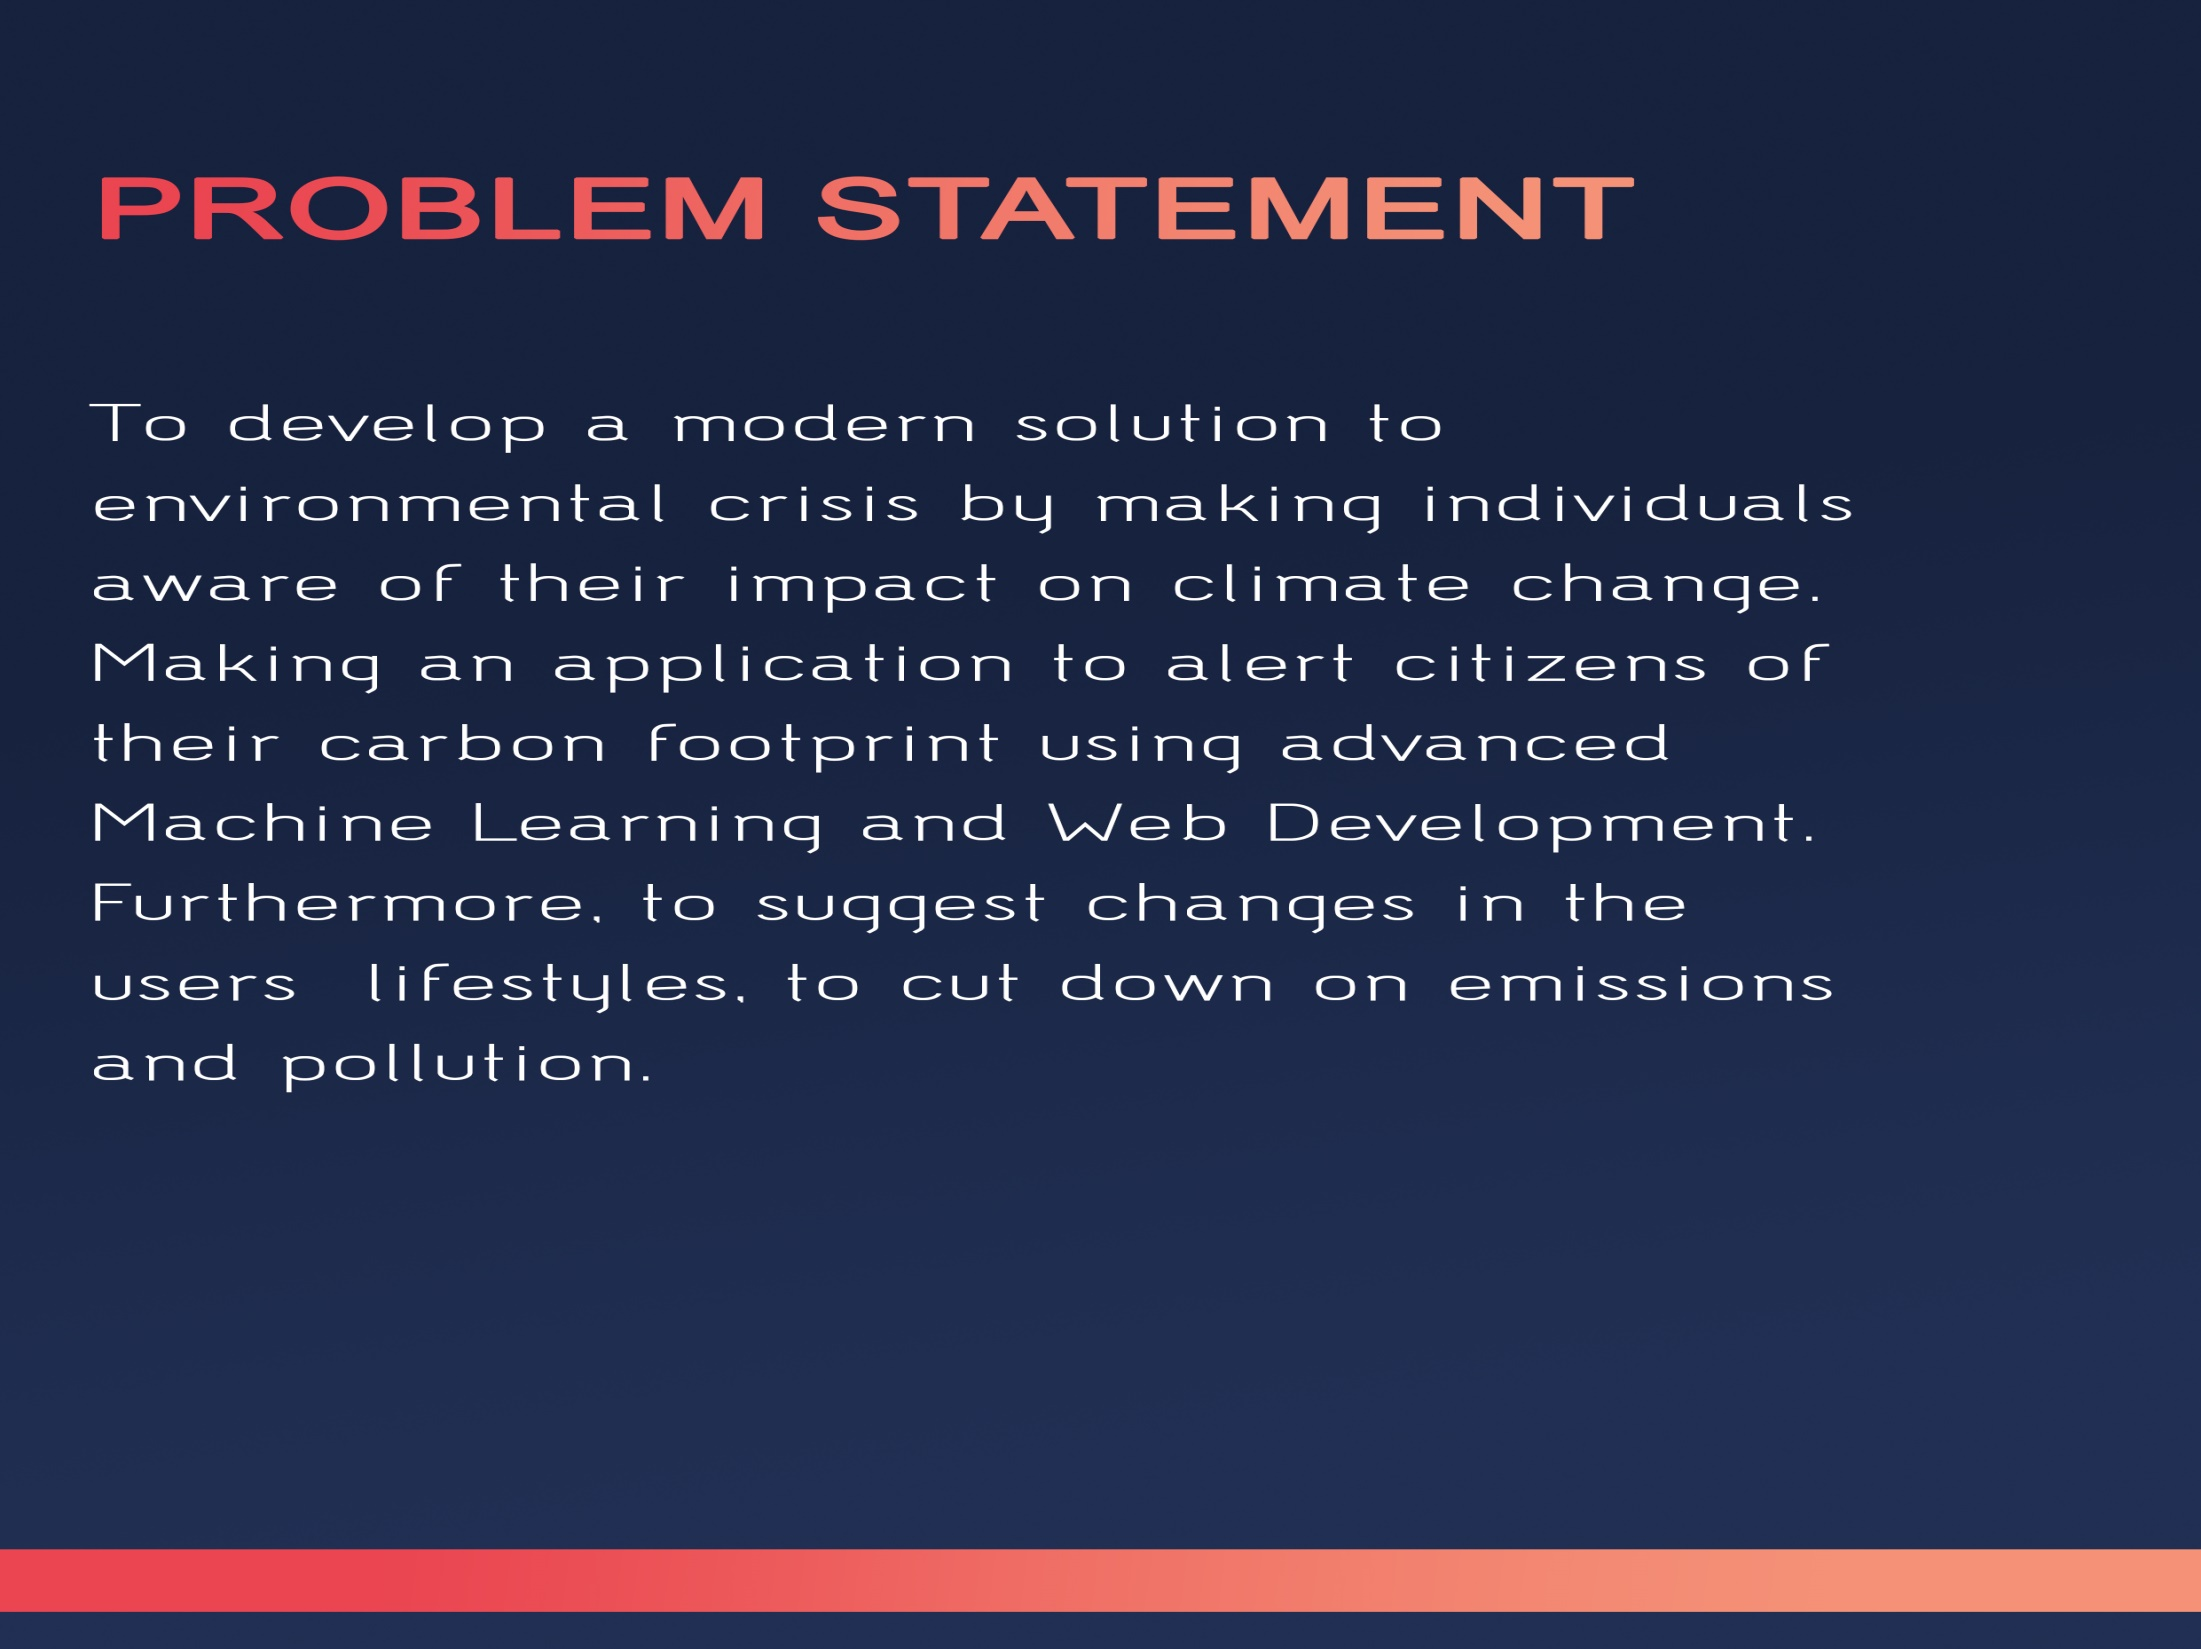 PROBLEM STATEMENT
To develop a modern solution to
environmental crisis by making individuals
aware of their impact on climate change.
Making an application to alert citizens of
their carbon footprint using advanced
Machine Learning and Web Development.
Furthermore, to suggest changes in the
users  lifestyles, to cut down on emissions
and pollution.